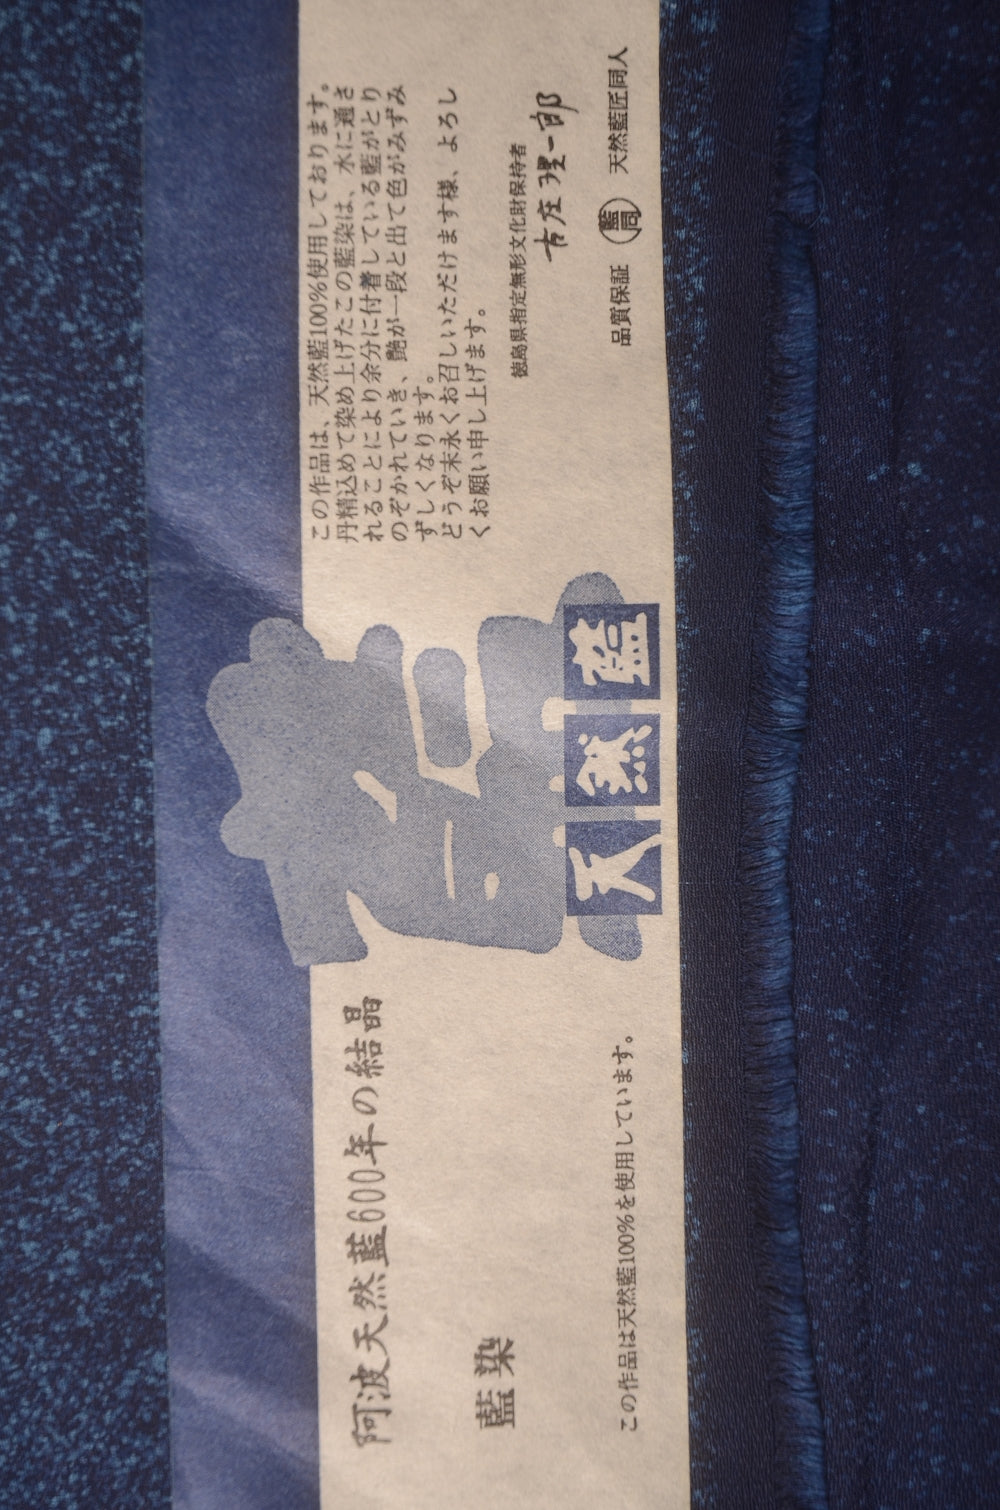 阿波天然藍600年の結晶
藍染
この作品は天然藍100%を使用しています。
天然藍
この作品は、天然藍100%使用しております。
丹精込めて染め上げたこの藍染は、水に通さ
れることにより余分に付着している藍がとり
のぞかれていき、艶が一段と出て色がみずみ
ずしくなります。
どうぞ末永くお召しいただけます様、よろし
くお願い申し上げます。
徳島県指定無形文化財保持者
古庄理一郎
品質保証 藍同 天然藍匠同人